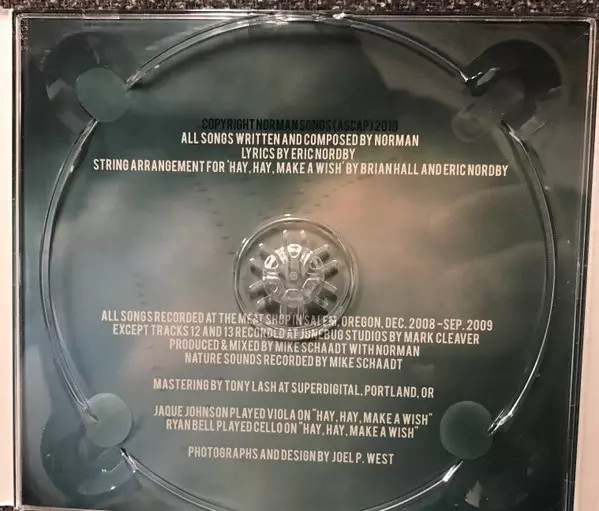 COPYRIGHT NORMAN SONGS (ASCAP) 2010
ALL SONGS WRITTEN AND COMPOSED BY NORMAN
LYRICS BY ERIC NORDBY
STRING ARRANGEMENT FOR 'HAY, HAY, MAKE A WISH' BY BRIAN HALL AND ERIC NORDBY
ALL SONGS RECORDED AT THE MEAT SHOP IN SALEM, OREGON, DEC. 2008 - SEP. 2009
EXCEPT TRACKS 12 AND 13 RECORDED AT JUNEBUG STUDIOS BY MARK CLEAVER
PRODUCED & MIXED BY MIKE SCHAADT WITH NORMAN
NATURE SOUNDS RECORDED BY MIKE SCHAADT
MASTERING BY TONY LASH AT SUPERDIGITAL, PORTLAND, OR
JAQUE JOHNSON PLAYED VIOLA ON "HAY, HAY, MAKE A WISH"
RYAN BELL PLAYED CELLO ON "HAY, HAY, MAKE A WISH"
PHOTOGRAPHS AND DESIGN BY JOEL P. WEST